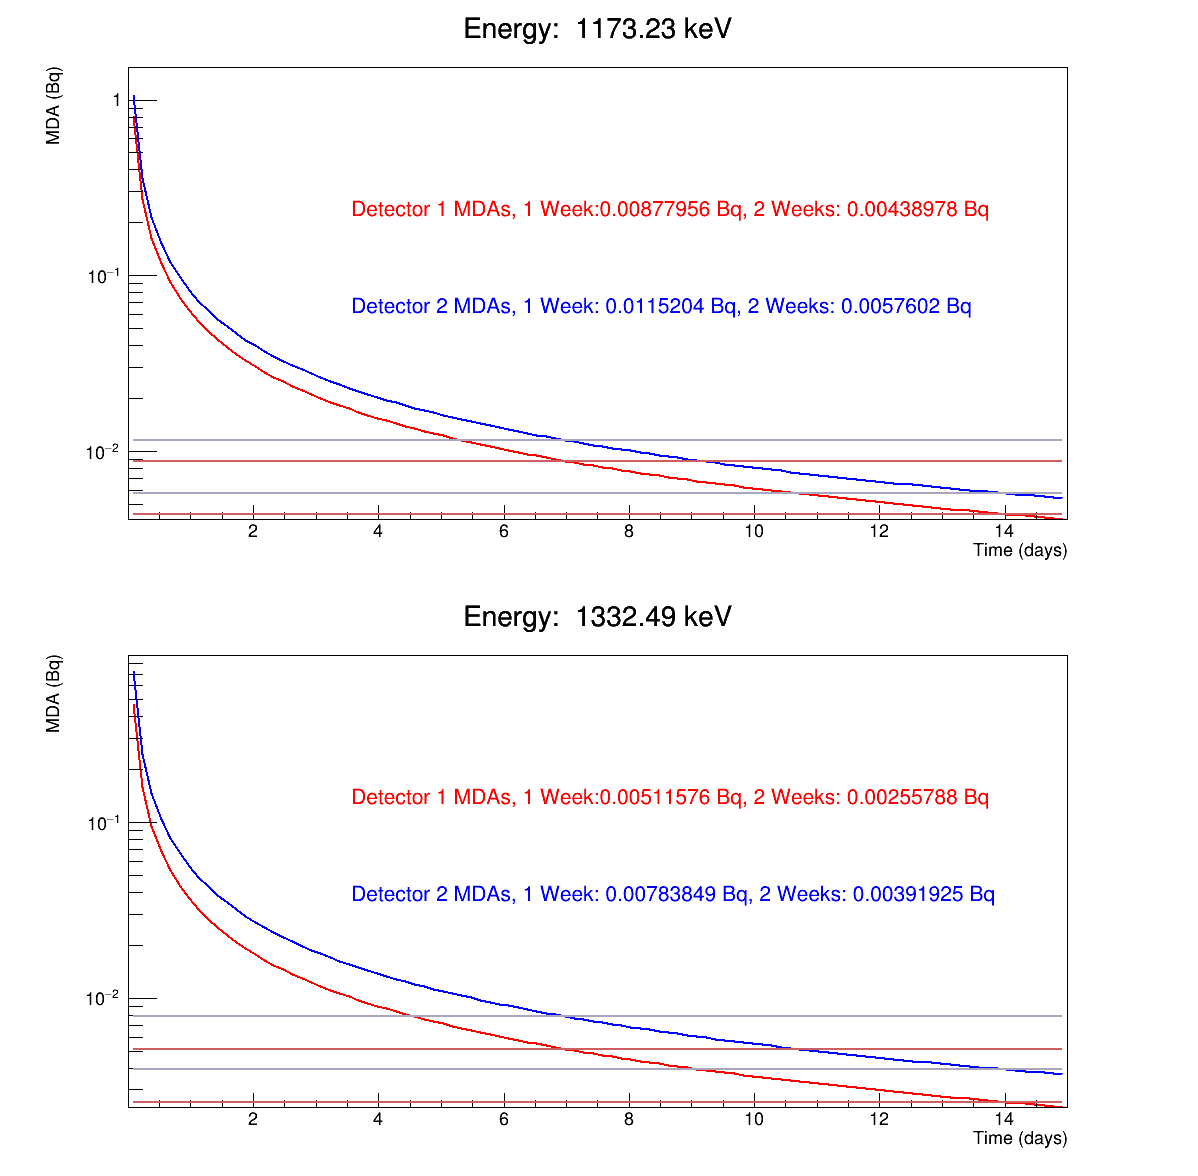 Energy:  1173.23 keV
MDA (Bq)
1
Detector 1 MDAs, 1 Week:0.00877956 Bq, 2 Weeks: 0.00438978 Bq
10⁻¹
Detector 2 MDAs, 1 Week: 0.0115204 Bq, 2 Weeks: 0.0057602 Bq
10⁻²
2 4 6 8 10 12 14
Time (days)
Energy:  1332.49 keV
MDA (Bq)
Detector 1 MDAs, 1 Week:0.00511576 Bq, 2 Weeks: 0.00255788 Bq
10⁻¹
Detector 2 MDAs, 1 Week: 0.00783849 Bq, 2 Weeks: 0.00391925 Bq
10⁻²
2 4 6 8 10 12 14
Time (days)